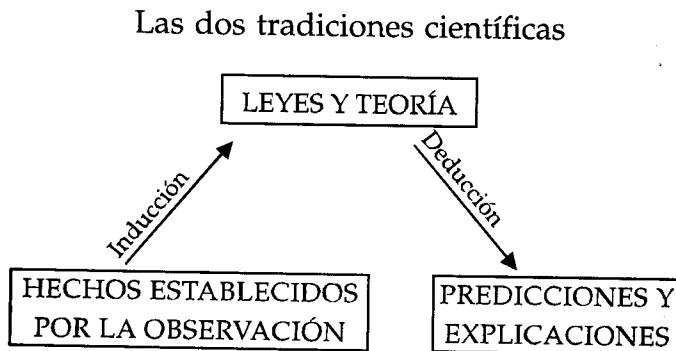 Las dos tradiciones científicas
LEYES Y TEORÍA
Inducción
Deducción
HECHOS ESTABLECIDOS
POR LA OBSERVACIÓN
PREDICCIONES Y
EXPLICACIONES